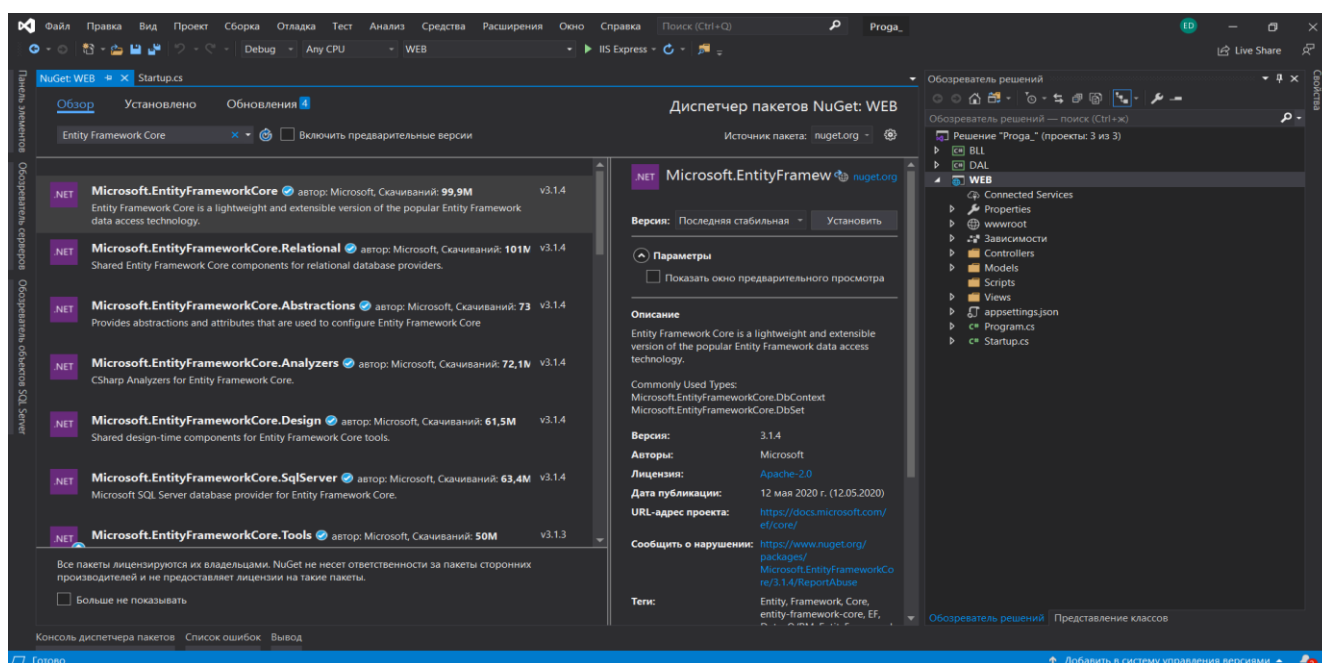 Файл Правка Вид Проект Сборка Отладка Тест Анализ Средства Расширения Окно Справка Поиск (Ctrl+Q) Proga_ ED
Debug Any CPU WEB IIS Express Live Share
NuGet: WEB Startup.cs
Обзор Установлено Обновления 4
Диспетчер пакетов NuGet: WEB
Entity Framework Core Включить предварительные версии
Источник пакета: nuget.org
.NET Microsoft.EntityFrameworkCore автор: Microsoft, Скачиваний: 99,9M v3.1.4
Entity Framework Core is a lightweight and extensible version of the popular Entity Framework
data access technology.
.NET Microsoft.EntityFrameworkCore.Relational автор: Microsoft, Скачиваний: 101M v3.1.4
Shared Entity Framework Core components for relational database providers.
.NET Microsoft.EntityFrameworkCore.Abstractions автор: Microsoft, Скачиваний: 73 v3.1.4
Provides abstractions and attributes that are used to configure Entity Framework Core
.NET Microsoft.EntityFrameworkCore.Analyzers автор: Microsoft, Скачиваний: 72,1M v3.1.4
CSharp Analyzers for Entity Framework Core.
.NET Microsoft.EntityFrameworkCore.Design автор: Microsoft, Скачиваний: 61,5M v3.1.4
Shared design-time components for Entity Framework Core tools.
.NET Microsoft.EntityFrameworkCore.SqlServer автор: Microsoft, Скачиваний: 63,4M v3.1.4
Microsoft SQL Server database provider for Entity Framework Core.
.NET Microsoft.EntityFrameworkCore.Tools автор: Microsoft, Скачиваний: 50M v3.1.3
Все пакеты лицензируются их владельцами. NuGet не несет ответственности за пакеты сторонних
производителей и не предоставляет лицензии на такие пакеты.
Больше не показывать
.NET Microsoft.EntityFramew nuget.org
Версия: Последняя стабильная Установить
Параметры
Показать окно предварительного просмотра
Описание
Entity Framework Core is a lightweight and extensible
version of the popular Entity Framework data access
technology.
Commonly Used Types:
Microsoft.EntityFrameworkCore.DbContext
Microsoft.EntityFrameworkCore.DbSet
Версия: 3.1.4
Авторы: Microsoft
Лицензия: Apache-2.0
Дата публикации: 12 мая 2020 г. (12.05.2020)
URL-адрес проекта: https://docs.microsoft.com/
ef/core/
Сообщить о нарушении: https://www.nuget.org/
packages/
Microsoft.EntityFrameworkCo
re/3.1.4/ReportAbuse
Теги: Entity, Framework, Core,
entity-framework-core, EF,
Обозреватель решений
Обозреватель решений — поиск (Ctrl+ж)
Решение "Proga_" (проекты: 3 из 3)
BLL
DAL
WEB
Connected Services
Properties
wwwroot
Зависимости
Controllers
Models
Scripts
Views
appsettings.json
Program.cs
Startup.cs
Обозреватель решений Представление классов
Панель элементов
Обозреватель серверов
Обозреватель объектов SQL Server
Свойства
Консоль диспетчера пакетов Список ошибок Вывод
Готово Добавить в систему управления версиями